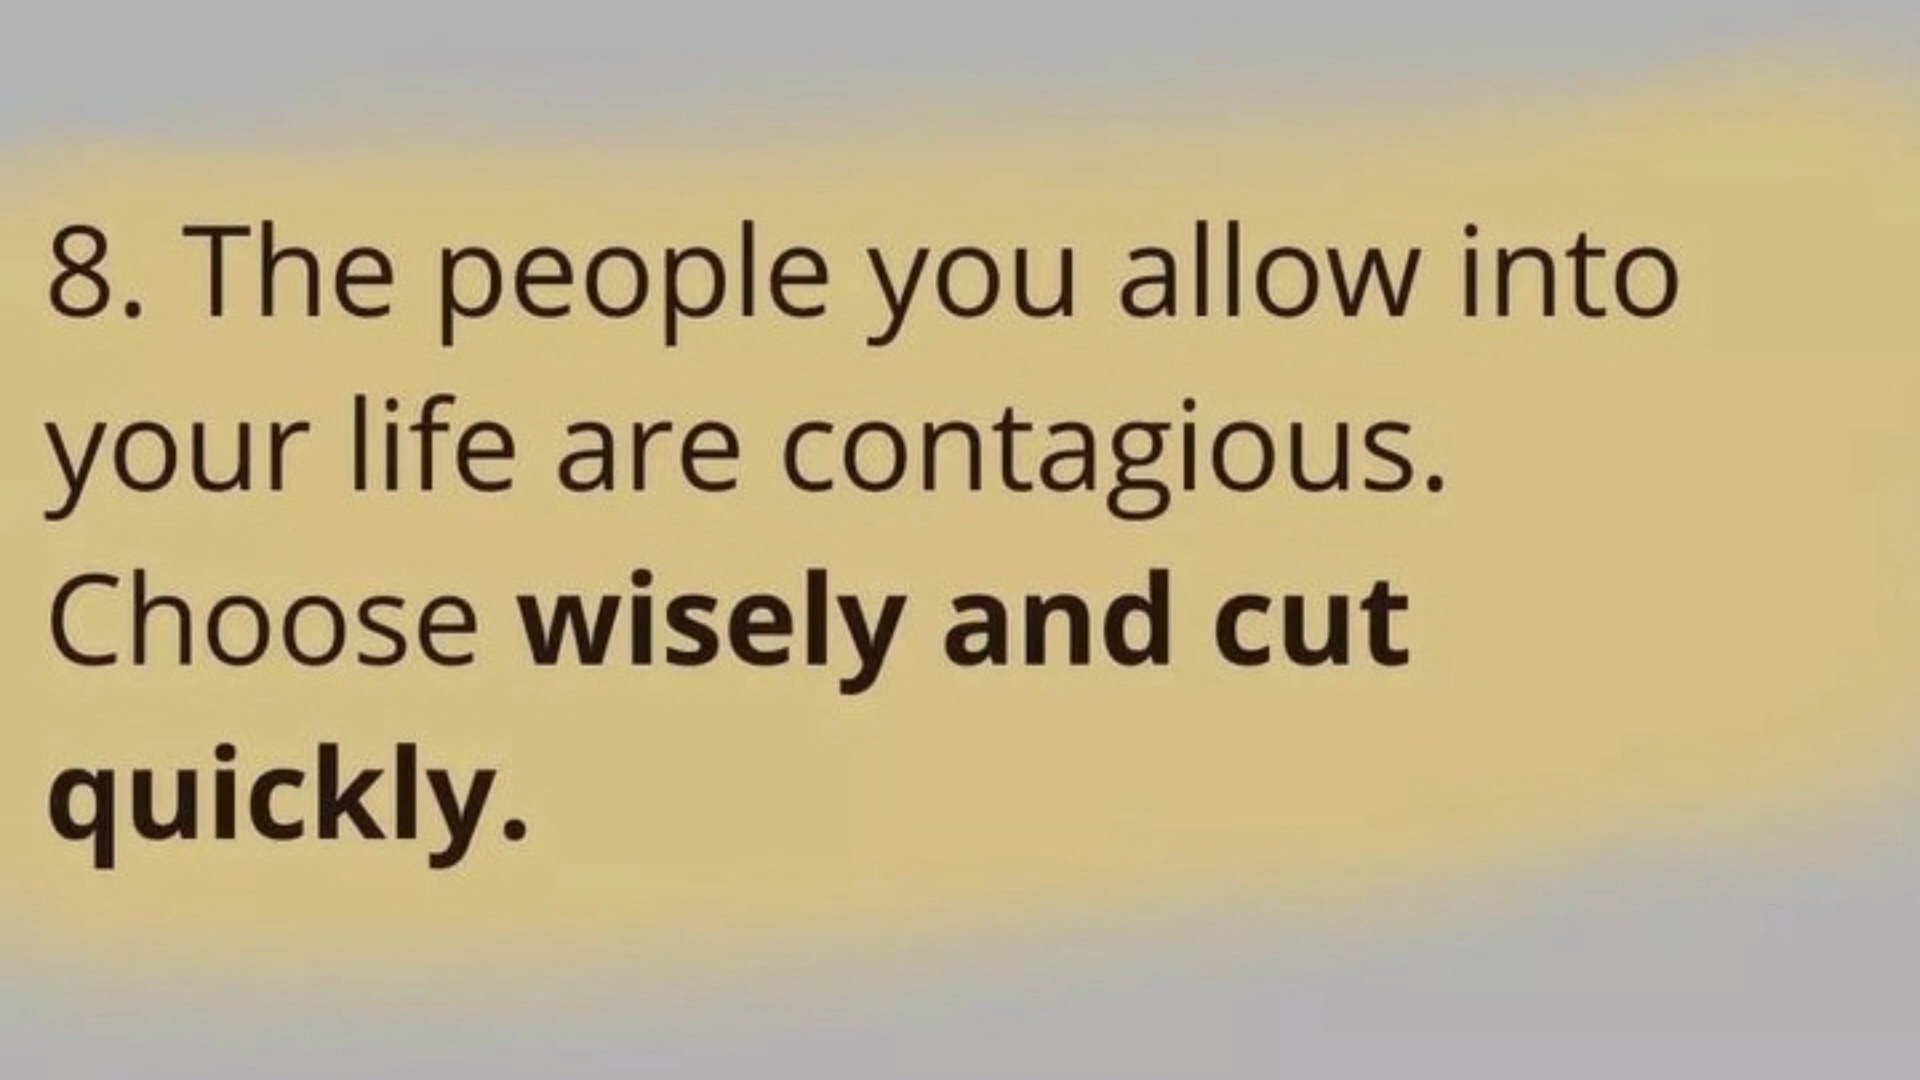 8. The people you allow into
your life are contagious.
Choose wisely and cut
quickly.